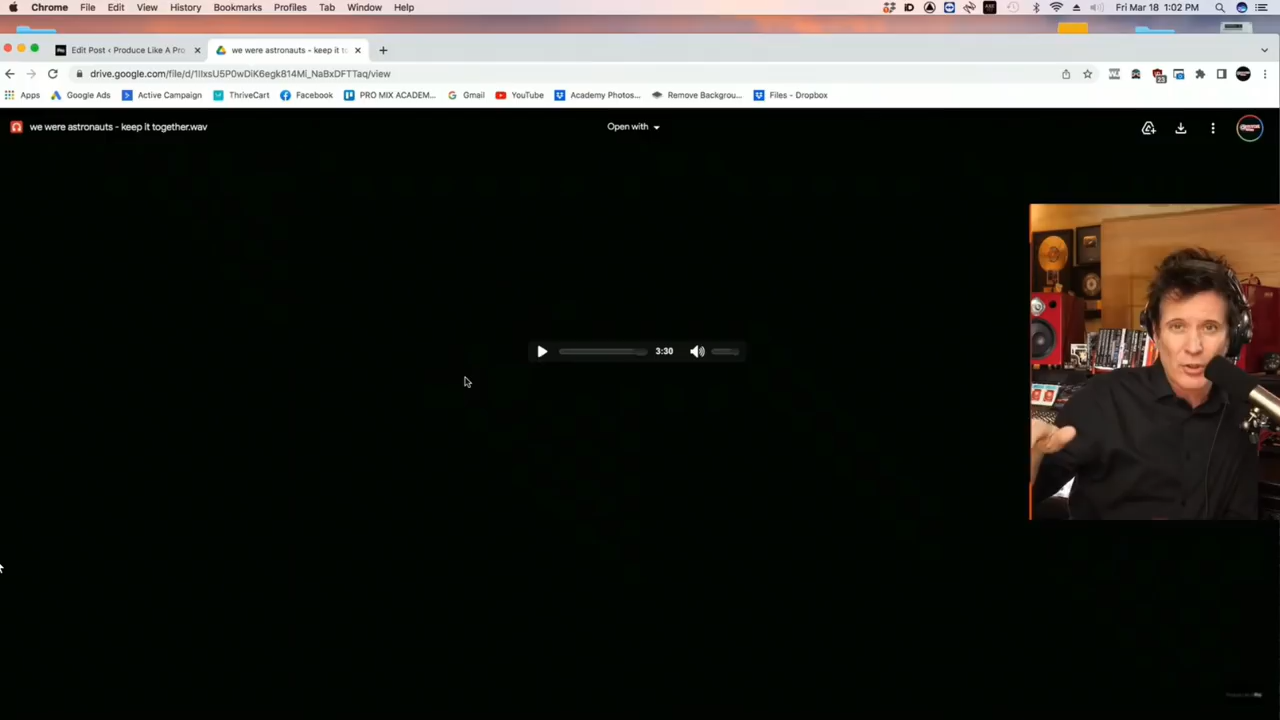 Chrome File Edit View History Bookmarks Profiles Tab Window Help Fri Mar 18 1:02 PM
Edit Post ‹ Produce Like A Pro we were astronauts - keep it to
drive.google.com/file/d/1IIxsU5P0wDiK6egk814Mi_NaBxDFTTaq/view
Apps Google Ads Active Campaign ThriveCart Facebook PRO MIX ACADEM... Gmail YouTube Academy Photos... Remove Backgrou... Files - Dropbox
we were astronauts - keep it together.wav Open with
3:30